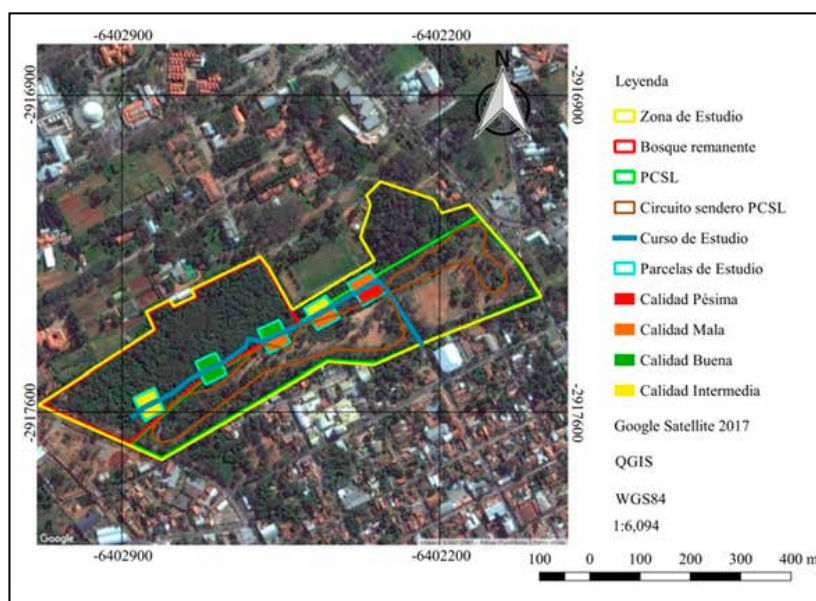 -6402900
-6402200
-2916900
-2916900
N
-2917600
-2917600
Google
-6402900
-6402200
Leyenda
Zona de Estudio
Bosque remanente
PCSL
Circuito sendero PCSL
Curso de Estudio
Parcelas de Estudio
Calidad Pésima
Calidad Mala
Calidad Buena
Calidad Intermedia
Google Satellite 2017
QGIS
WGS84
1:6,094
100 0 100 200 300 400 m